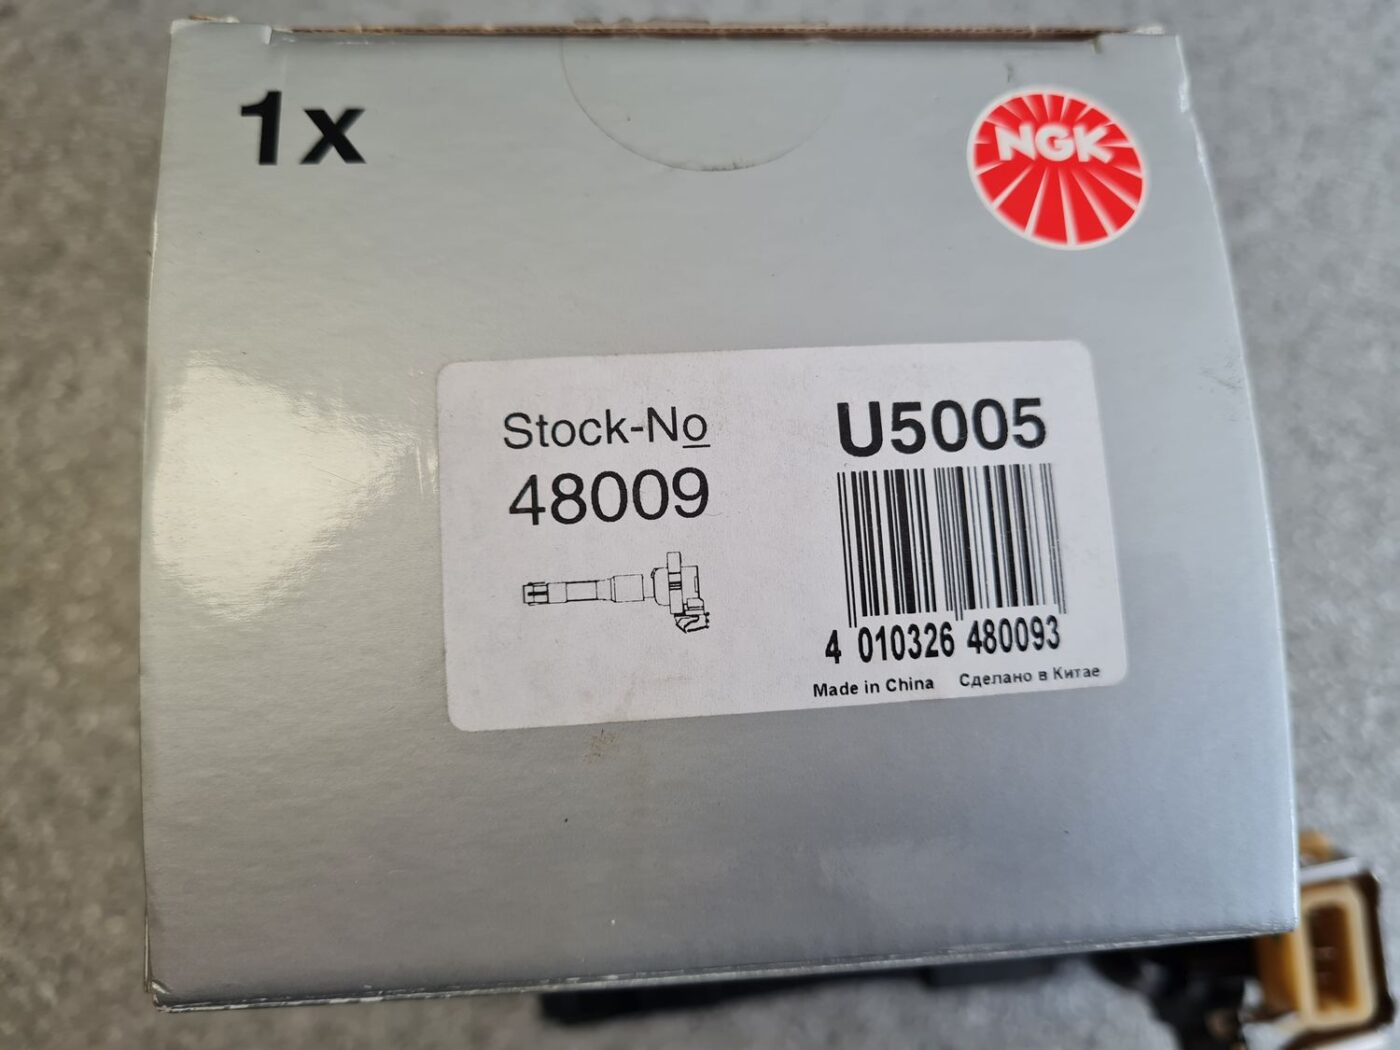 1x
NGK
Stock-No
48009
U5005
4 010326 480093
Made in China Сделано в Китае